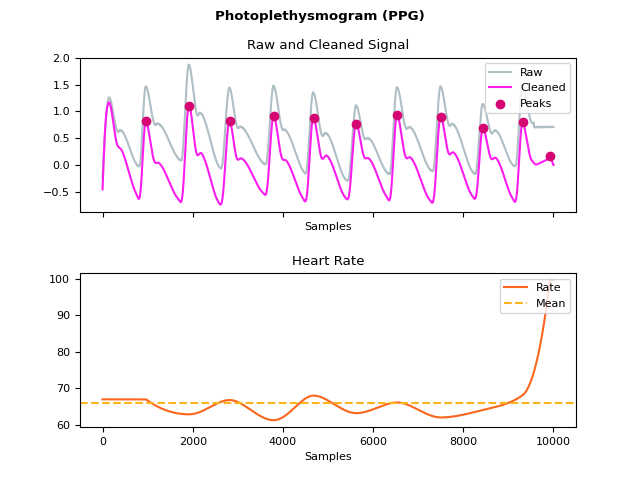 Photoplethysmogram (PPG)
Raw and Cleaned Signal
2.0
1.5
1.0
0.5
0.0
−0.5
Raw
Cleaned
Peaks
Samples
Heart Rate
100
90
80
70
60
Rate
Mean
0 2000 4000 6000 8000 10000
Samples